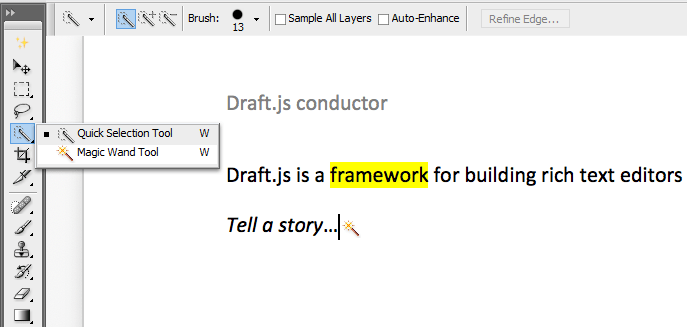 Brush:
13
Sample All Layers
Auto-Enhance
Refine Edge...
Quick Selection Tool W
Magic Wand Tool W
Draft.js conductor
Draft.js is a framework for building rich text editors
Tell a story...